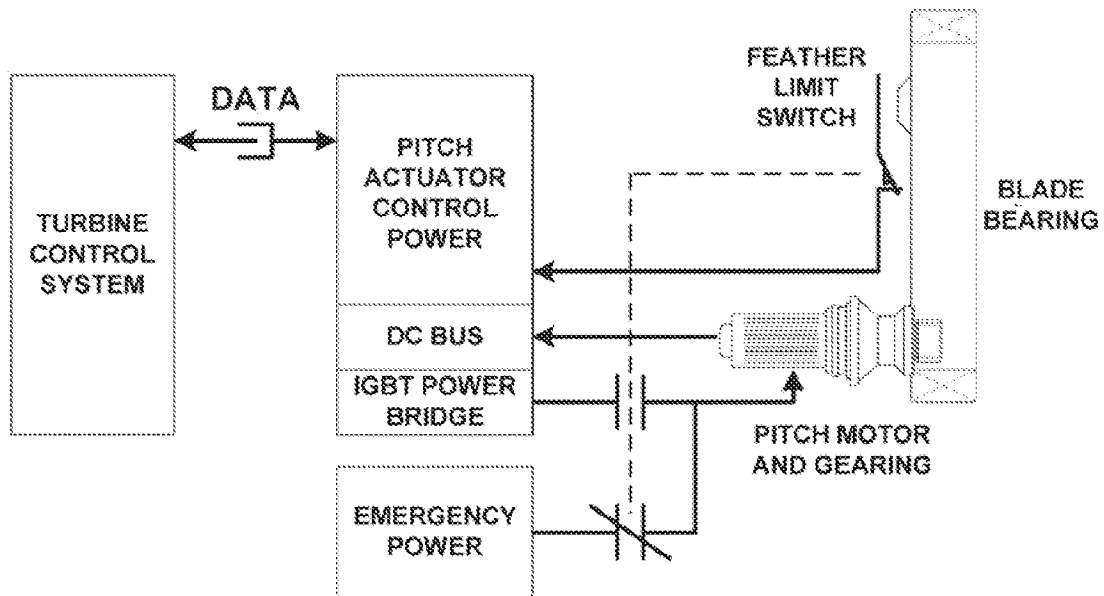 DATA
TURBINE
CONTROL
SYSTEM
PITCH
ACTUATOR
CONTROL
POWER
DC BUS
IGBT POWER
BRIDGE
EMERGENCY
POWER
FEATHER
LIMIT
SWITCH
BLADE
BEARING
PITCH MOTOR
AND GEARING